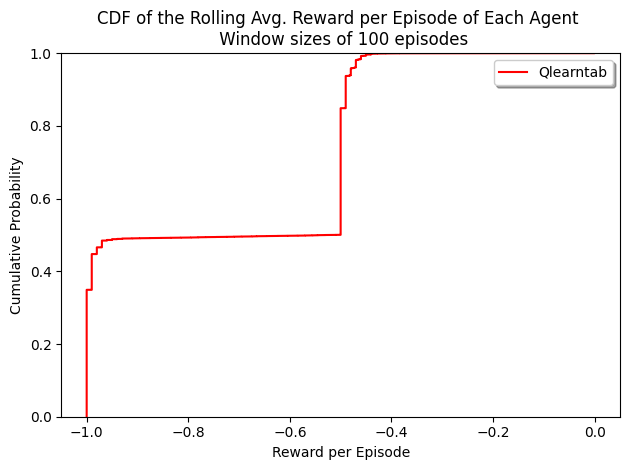 CDF of the Rolling Avg. Reward per Episode of Each Agent
Window sizes of 100 episodes
Qlearntab
1.0
0.8
0.6
0.4
0.2
0.0
Cumulative Probability
−1.0 −0.8 −0.6 −0.4 −0.2 0.0
Reward per Episode